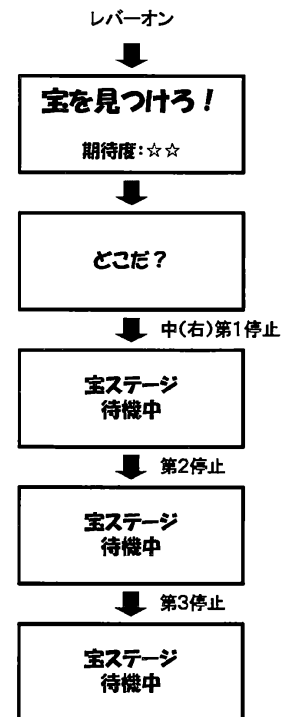 レバーオン
宝を見つけろ!
期待度:☆☆
どこだ?
中(右)第1停止
宝ステージ
待機中
第2停止
宝ステージ
待機中
第3停止
宝ステージ
待機中